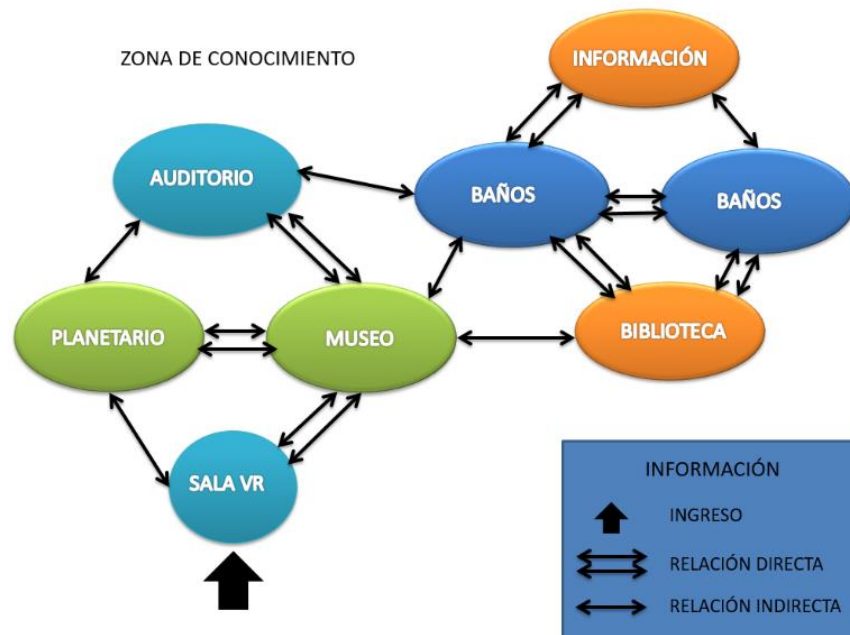 ZONA DE CONOCIMIENTO
INFORMACIÓN
AUDITORIO
BAÑOS
BAÑOS
PLANETARIO
MUSEO
BIBLIOTECA
SALA VR
INFORMACIÓN
INGRESO
RELACIÓN DIRECTA
RELACIÓN INDIRECTA